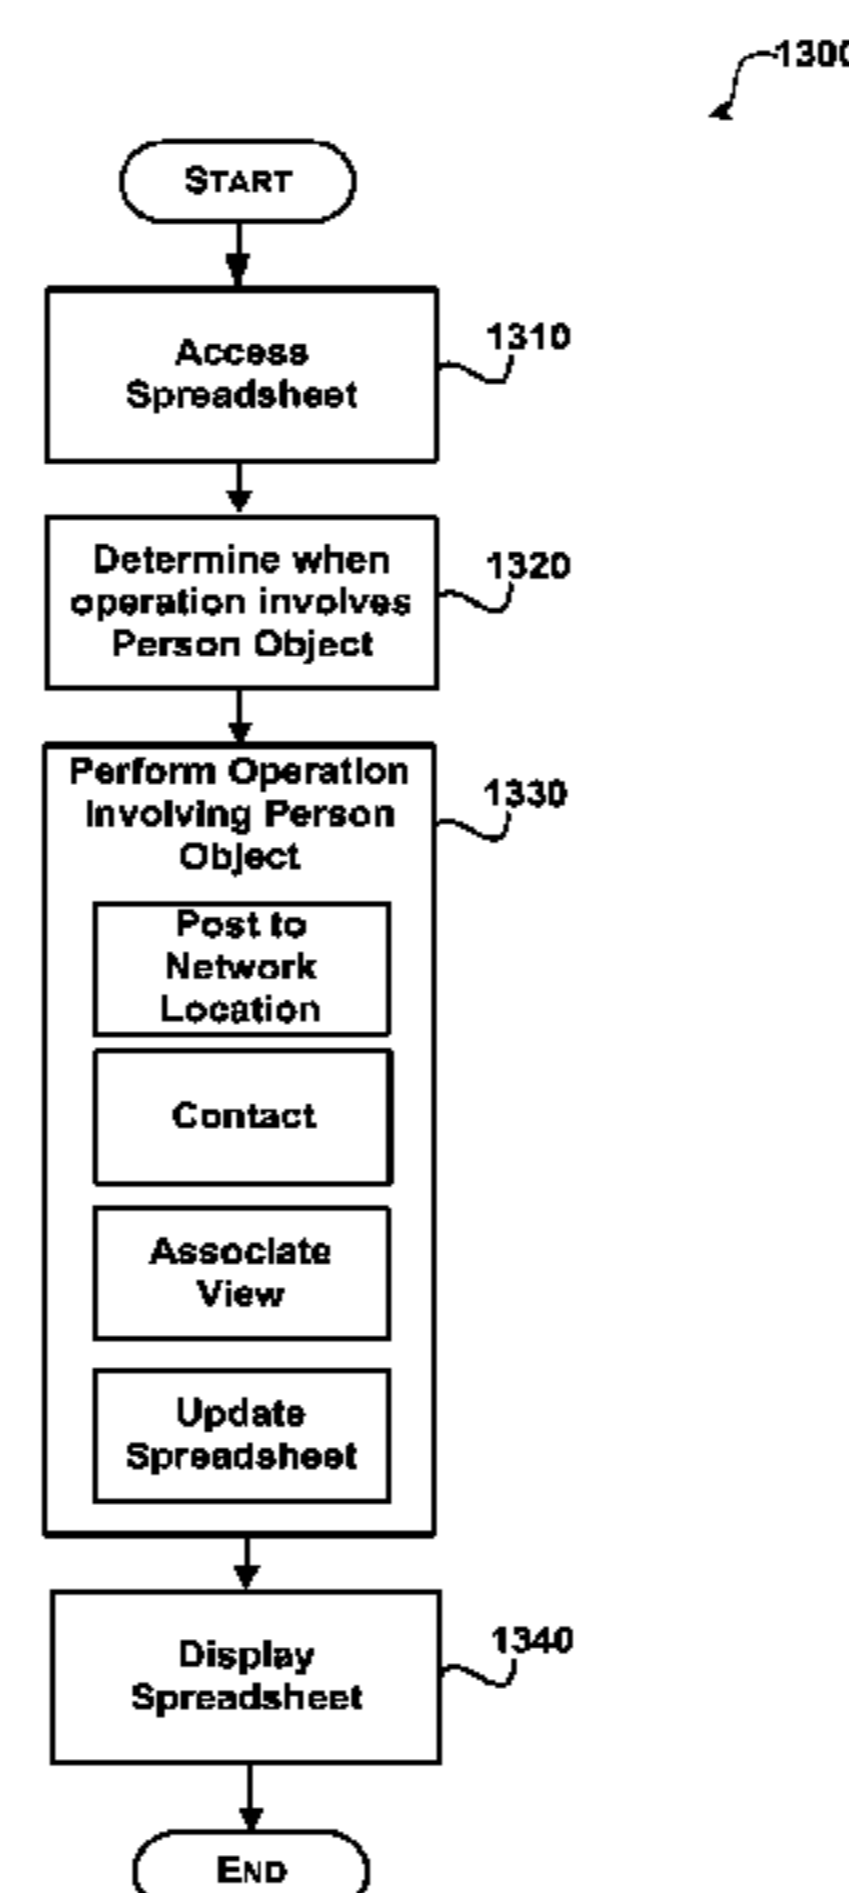 1300
START
Access
Spreadsheet
1310
Determine when
operation involves
Person Object
1320
Perform Operation
Involving Person
Object
1330
Post to
Network
Location
Contact
Associate
View
Update
Spreadsheet
Display
Spreadsheet
1340
END